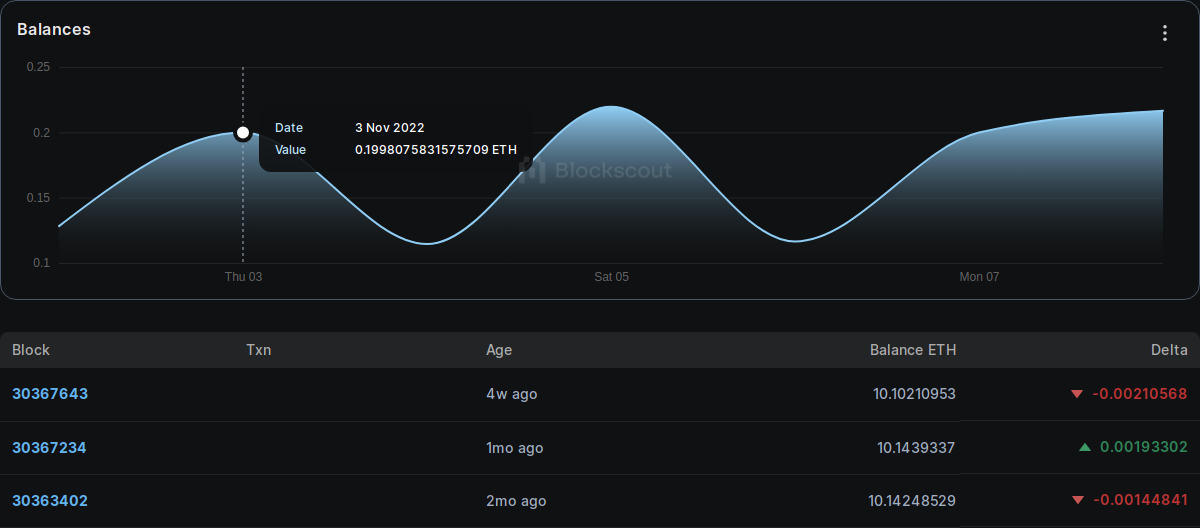 Balances
0.25
0.2
0.15
0.1
Date 3 Nov 2022
Value 0.1998075831575709 ETH
Blockscout
Thu 03 Sat 05 Mon 07
Block Txn Age Balance ETH Delta
30367643 4w ago 10.10210953 -0.00210568
30367234 1mo ago 10.1439337 0.00193302
30363402 2mo ago 10.14248529 -0.00144841